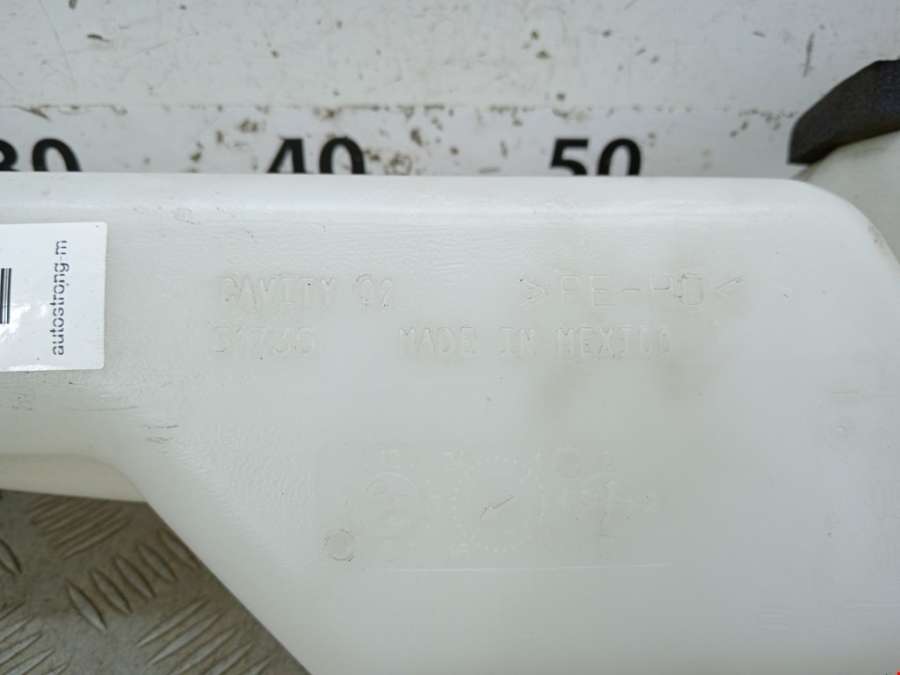 30 40 50
autostrong-m
CAVITY 02 >PE-HD<
MADE IN MEXICO